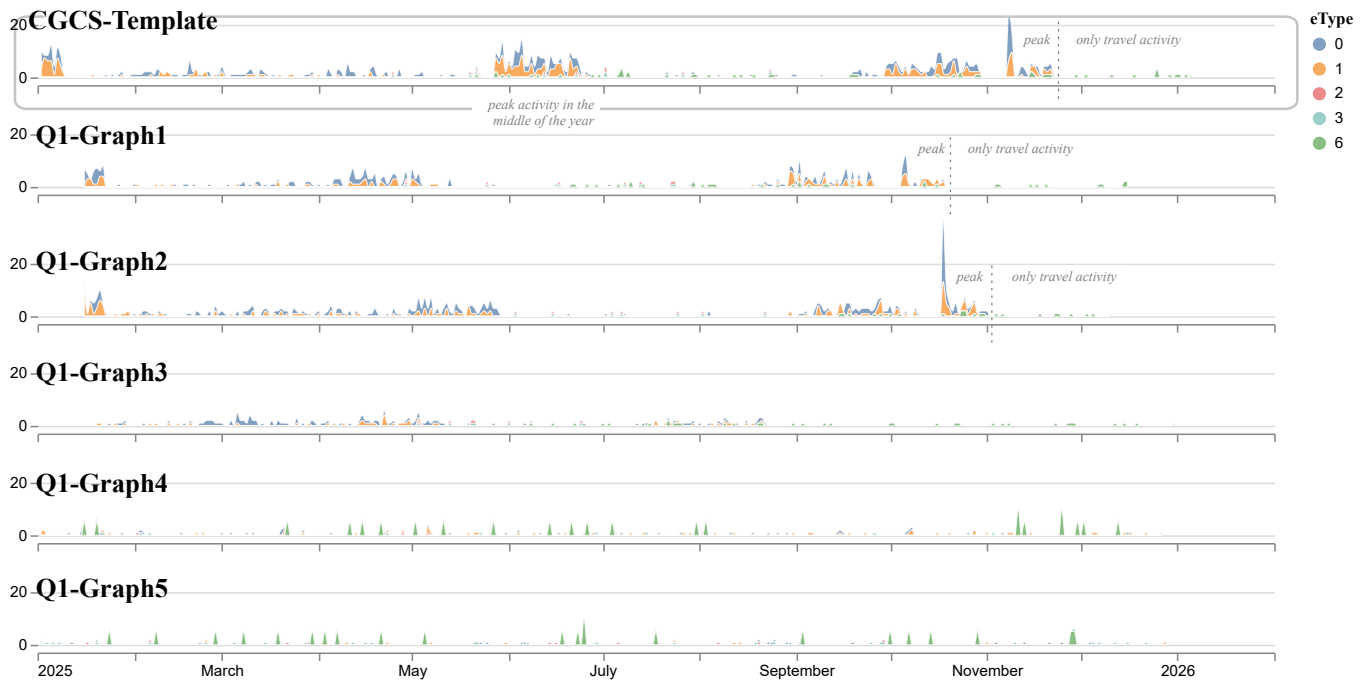 CGCS-Template
20
0
peak
only travel activity
peak activity in the
middle of the year
eType
0
1
2
3
6
Q1-Graph1
20
0
peak
only travel activity
Q1-Graph2
20
0
peak
only travel activity
Q1-Graph3
20
0
Q1-Graph4
20
0
Q1-Graph5
20
0
2025 March May July September November 2026